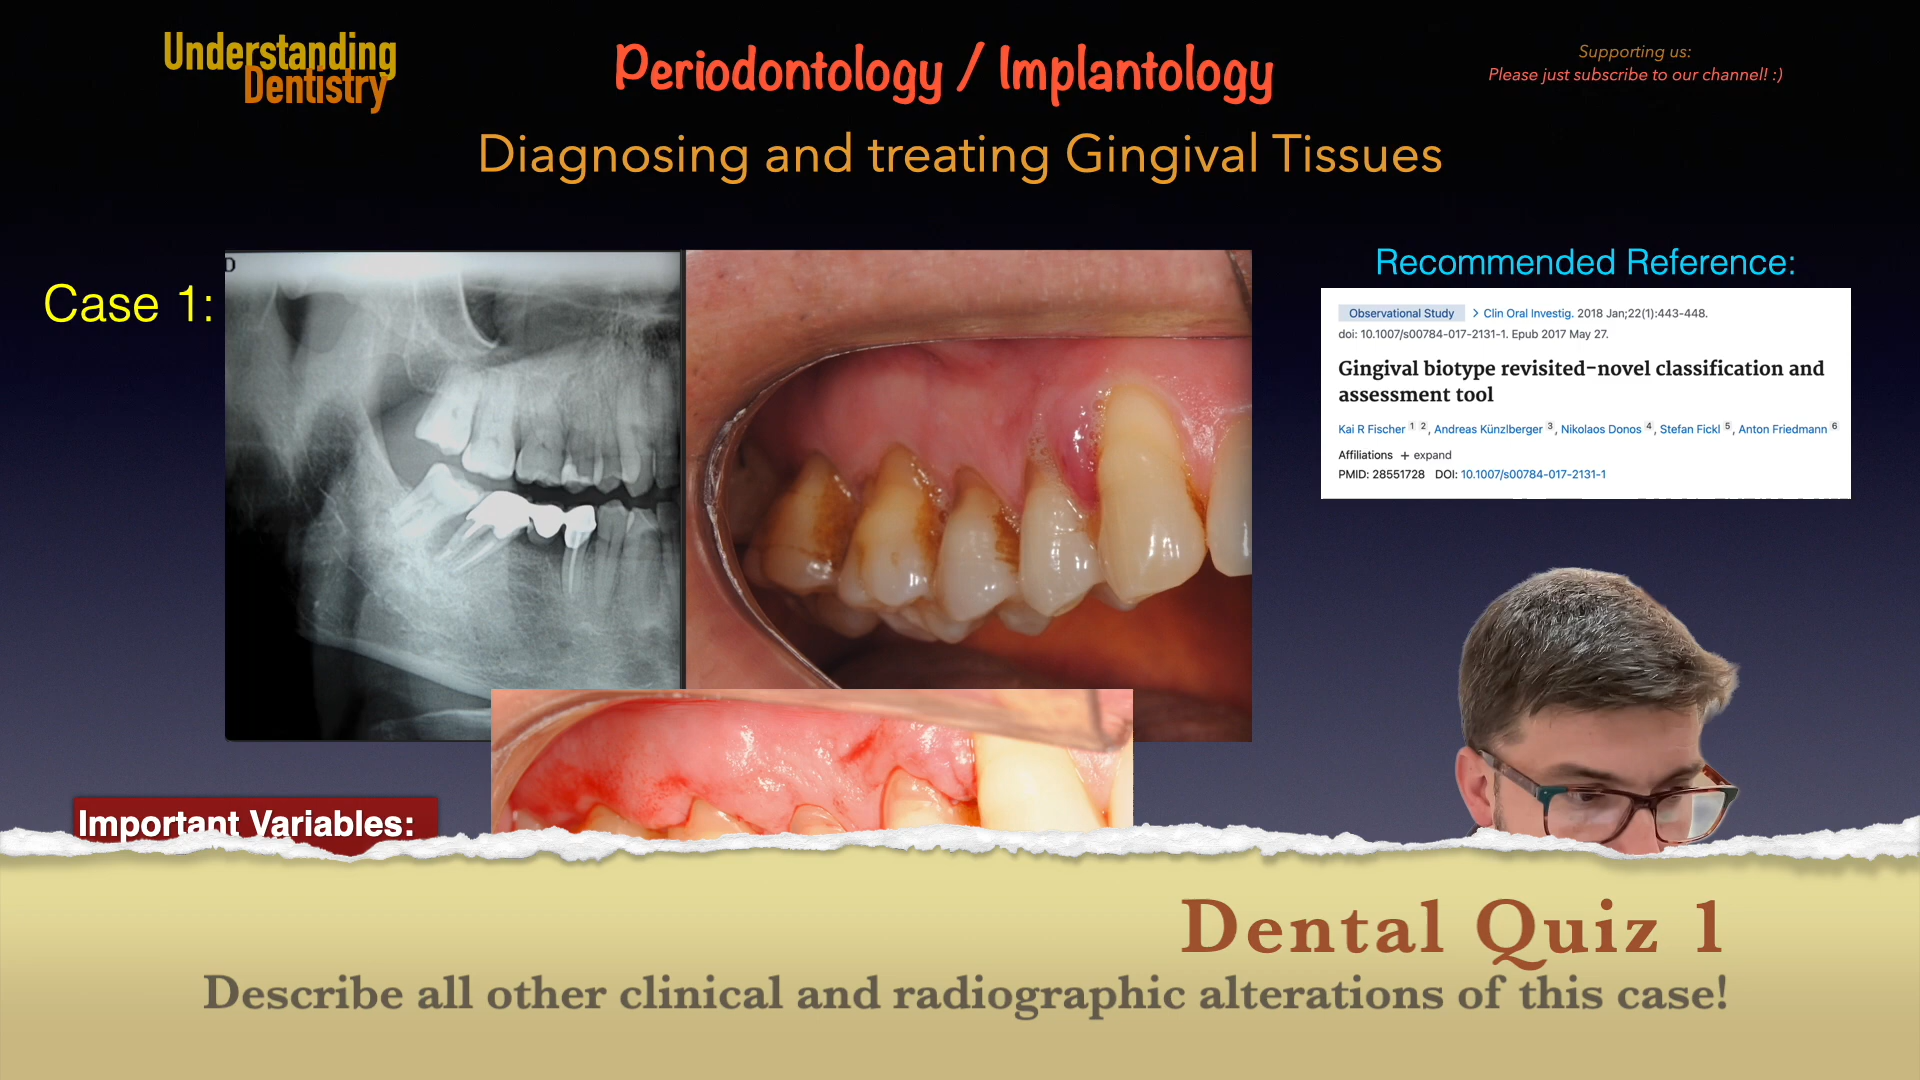 Understanding
Dentistry
Periodontology / Implantology
Supporting us:
Please just subscribe to our channel! :)
Diagnosing and treating Gingival Tissues
Case 1:
D
Recommended Reference:
Observational Study > Clin Oral Investig. 2018 Jan;22(1):443-448.
doi: 10.1007/s00784-017-2131-1. Epub 2017 May 27.
Gingival biotype revisited-novel classification and
assessment tool
Kai R Fischer 1 2, Andreas Künzlberger 3, Nikolaos Donos 4, Stefan Fickl 5, Anton Friedmann 6
Affiliations + expand
PMID: 28551728 DOI: 10.1007/s00784-017-2131-1
Important Variables:
Dental Quiz 1
Describe all other clinical and radiographic alterations of this case!